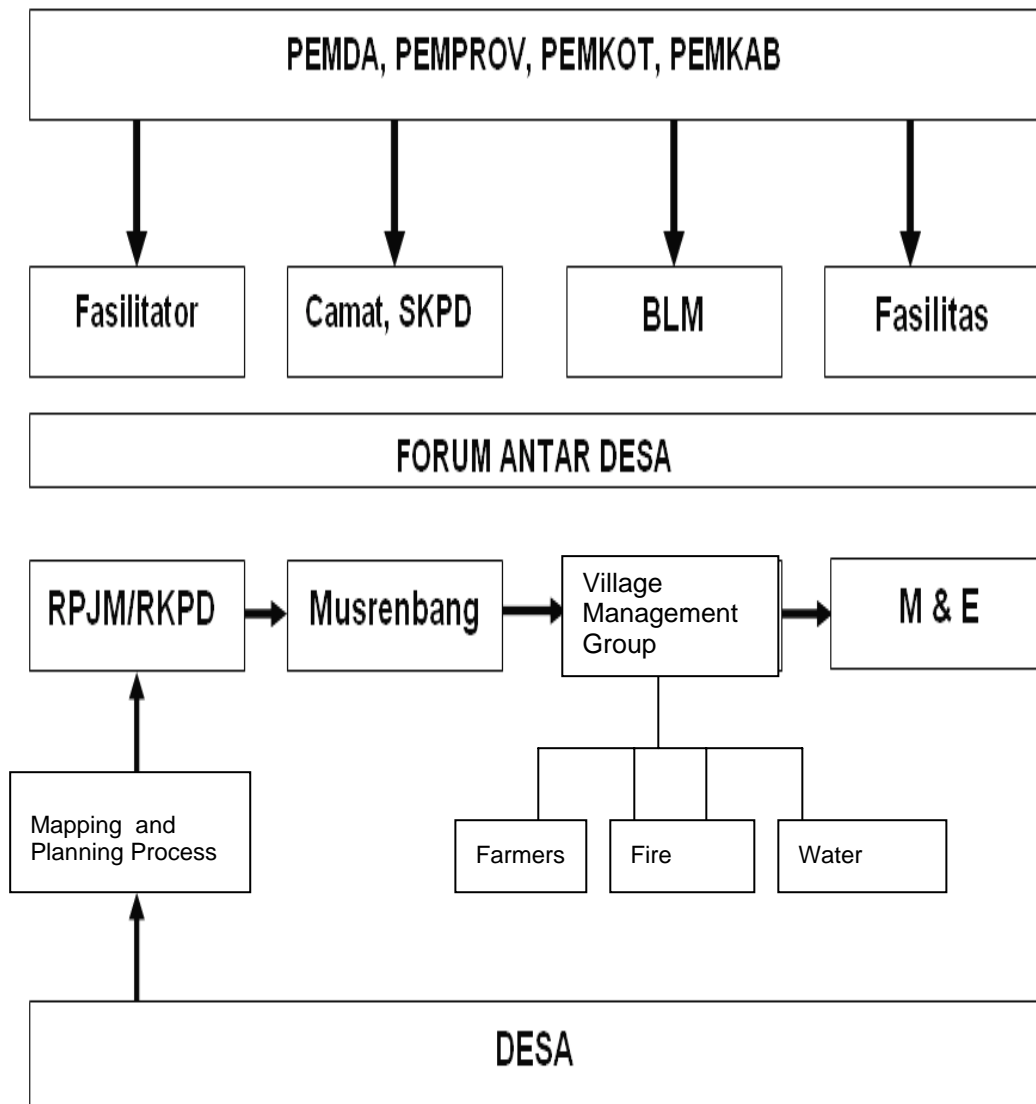 PEMDA, PEMPROV, PEMKOT, PEMKAB
Fasilitator
Camat, SKPD
BLM
Fasilitas
FORUM ANTAR DESA
RPJM/RKPD
Musrenbang
Village
Management
Group
M & E
Mapping and
Planning Process
Farmers
Fire
Water
DESA